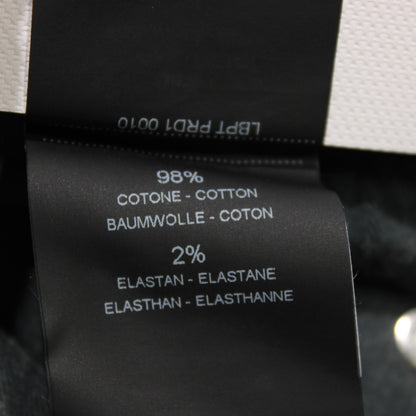 LBPT PRD1 0010
98%
COTONE - COTTON
BAUMWOLLE - COTON
2%
ELASTAN - ELASTANE
ELASTHAN - ELASTHANNE